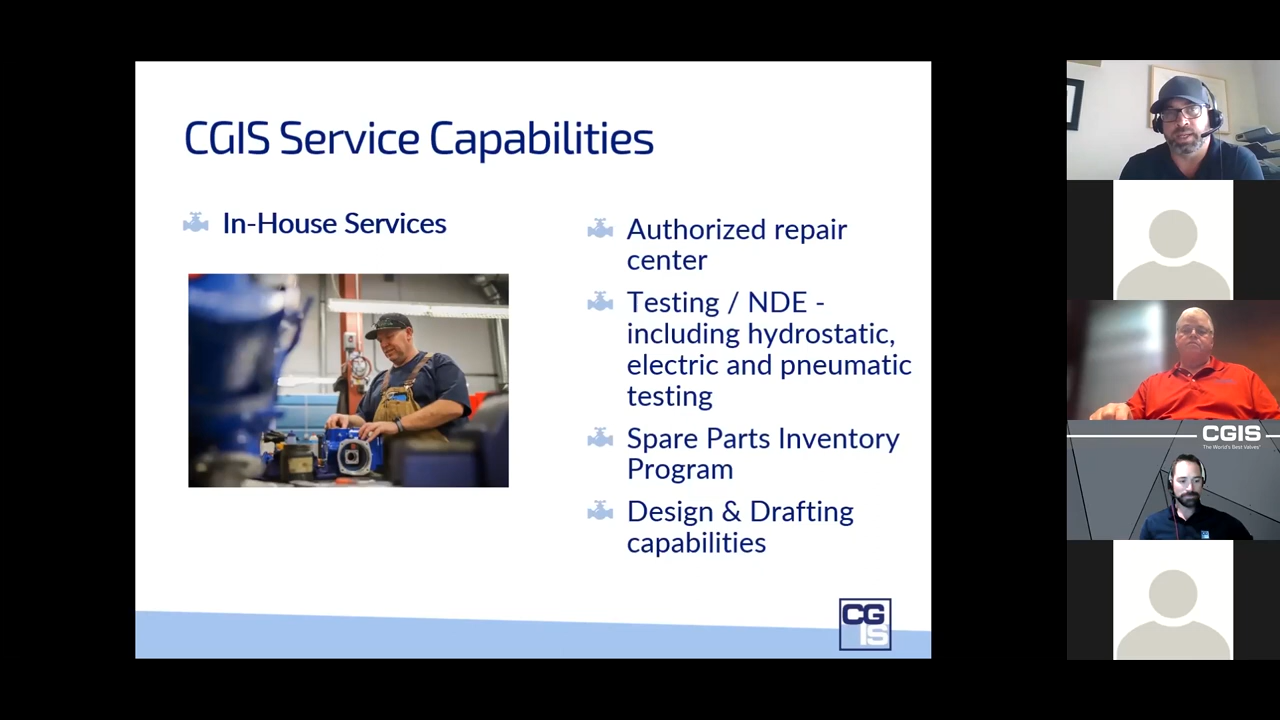 CGIS Service Capabilities
In-House Services
Authorized repair
center
Testing / NDE -
including hydrostatic,
electric and pneumatic
testing
Spare Parts Inventory
Program
Design & Drafting
capabilities
CG
IS
CGIS
The World's Best Valves